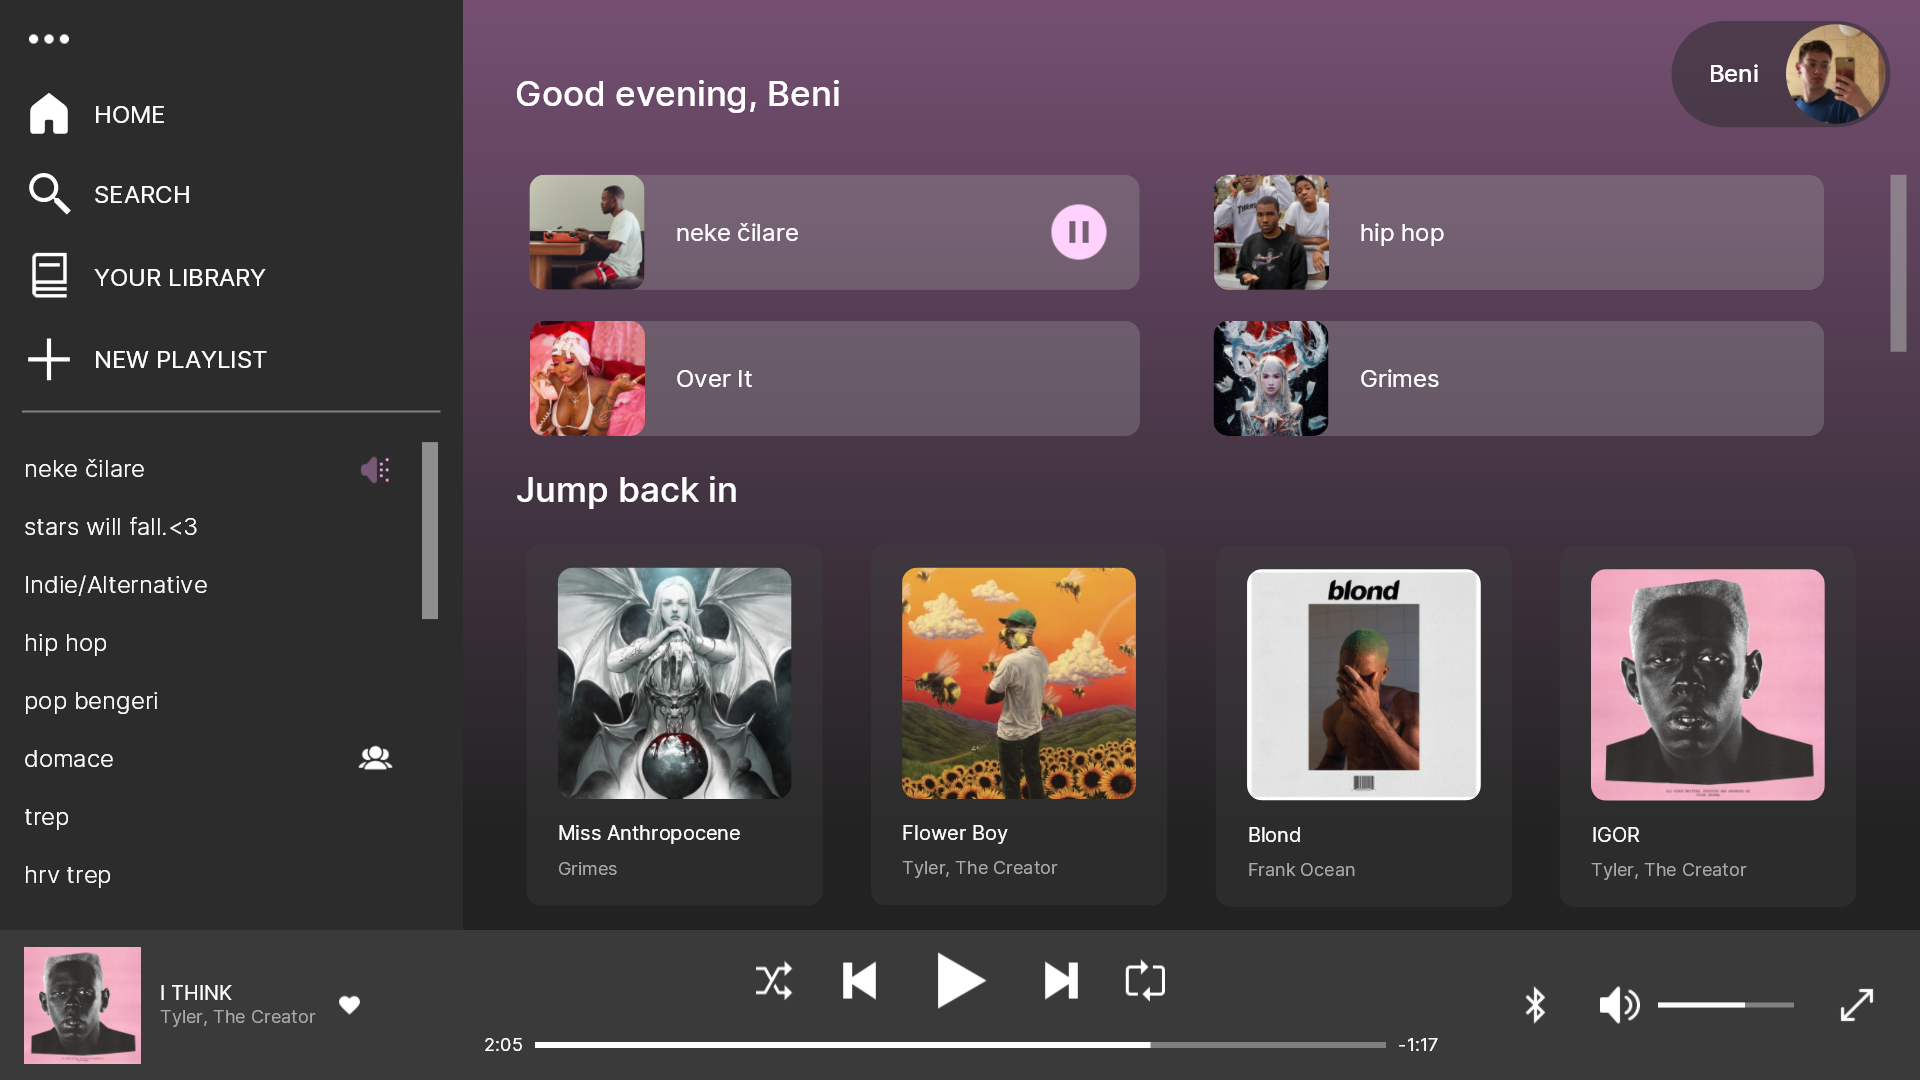 HOME
SEARCH
YOUR LIBRARY
NEW PLAYLIST
neke čilare
stars will fall.<3
Indie/Alternative
hip hop
pop bengeri
domace
trep
hrv trep
Good evening, Beni
Beni
neke čilare
hip hop
Over It
Grimes
Jump back in
blond
Miss Anthropocene
Grimes
Flower Boy
Tyler, The Creator
Blond
Frank Ocean
IGOR
Tyler, The Creator
I THINK
Tyler, The Creator
2:05
-1:17